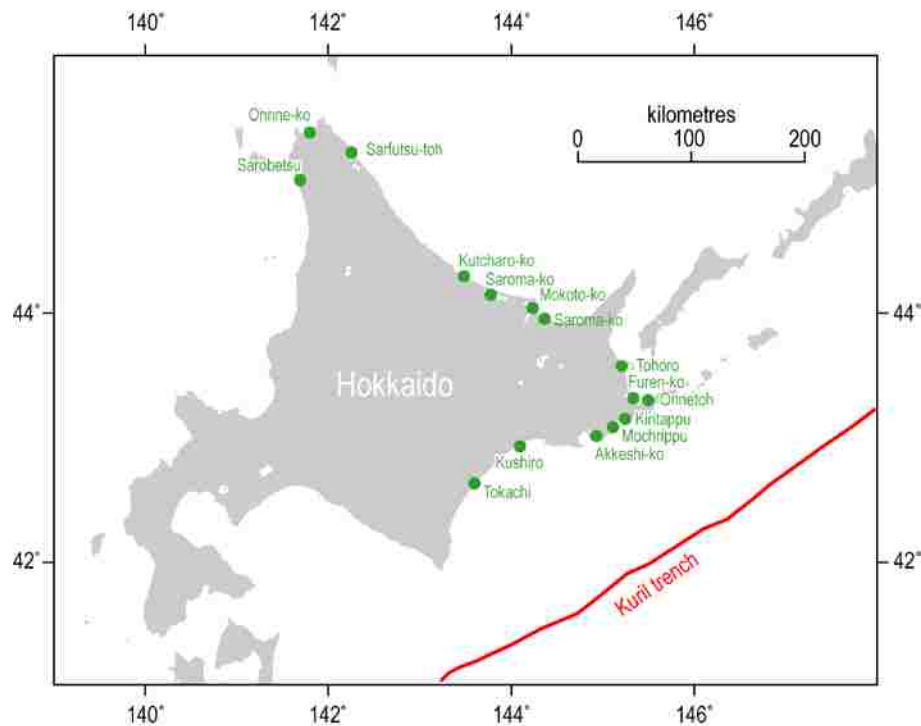 140˚ 142˚ 144˚ 146˚
Onnne-ko
kilometres
0 100 200
Sarfutsu-toh
Sarobetsu
Kutcharo-ko
Saroma-ko
Mokoto-ko
44˚ 44˚
Saroma-ko
Tohoro
Hokkaido
Furen-ko
Onnetoh
Kiritappu
Mochrippu
Akkeshi-ko
Kushiro
Tokachi
42˚ 42˚
Kuril trench
140˚ 142˚ 144˚ 146˚